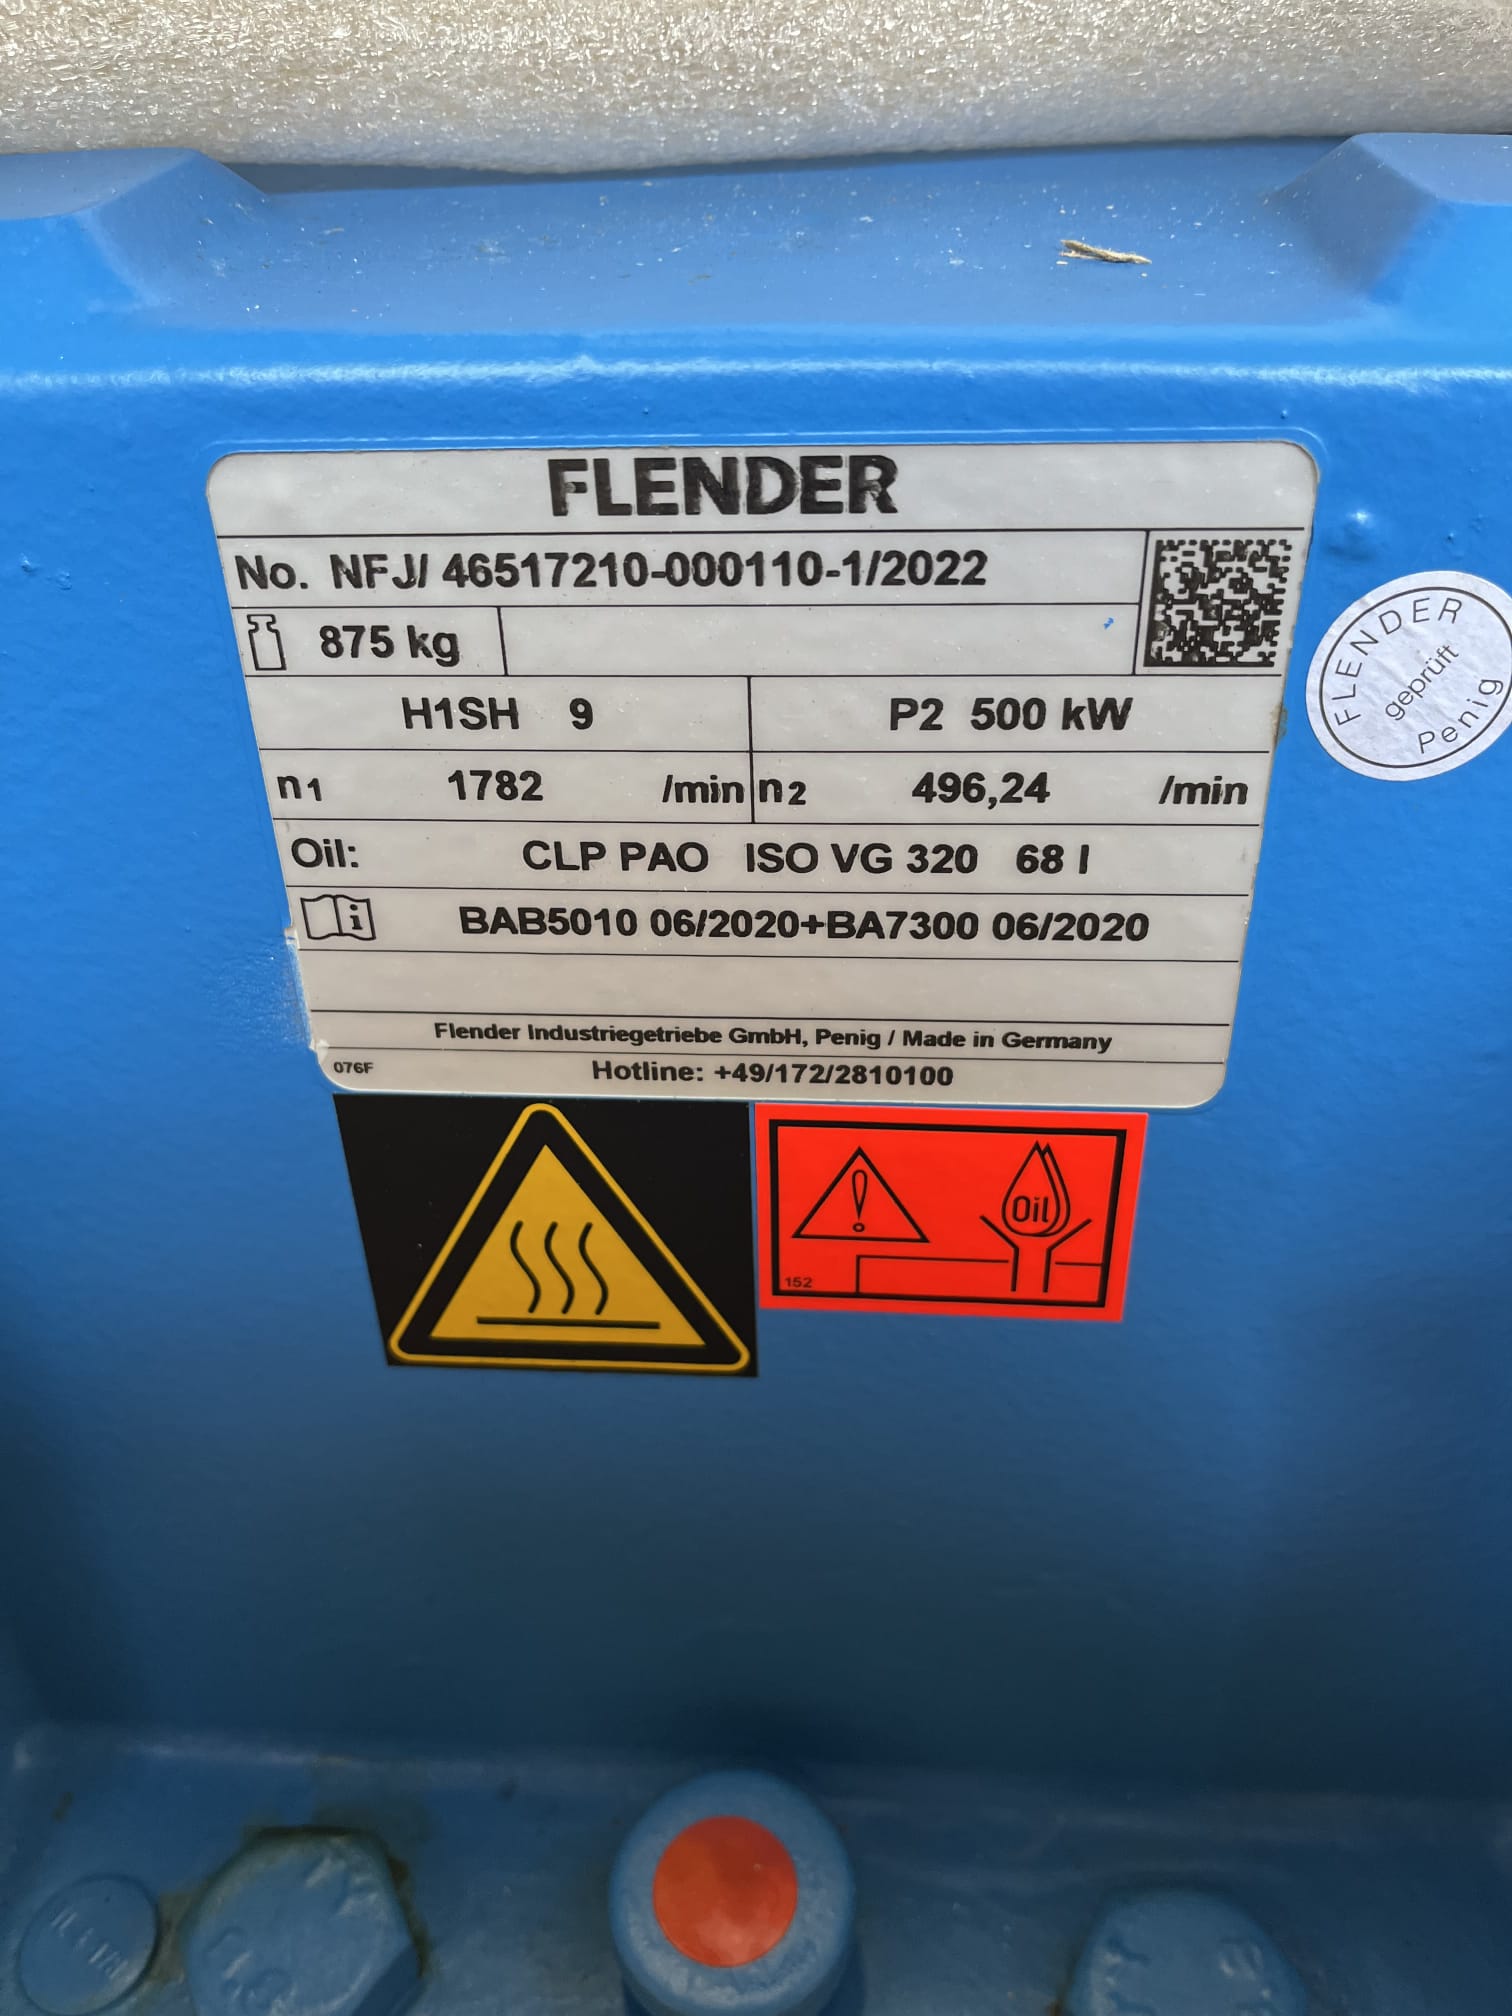 FLENDER
No. NFJ/ 46517210-000110-1/2022
875 kg
H1SH 9 P2 500 kW
n1 1782 /min n2 496,24 /min
Oil: CLP PAO ISO VG 320 68 l
i BAB5010 06/2020+BA7300 06/2020
Flender Industriegetriebe GmbH, Penig / Made in Germany
076F Hotline: +49/172/2810100
FLENDER
geprüft
Penig
Oil
152